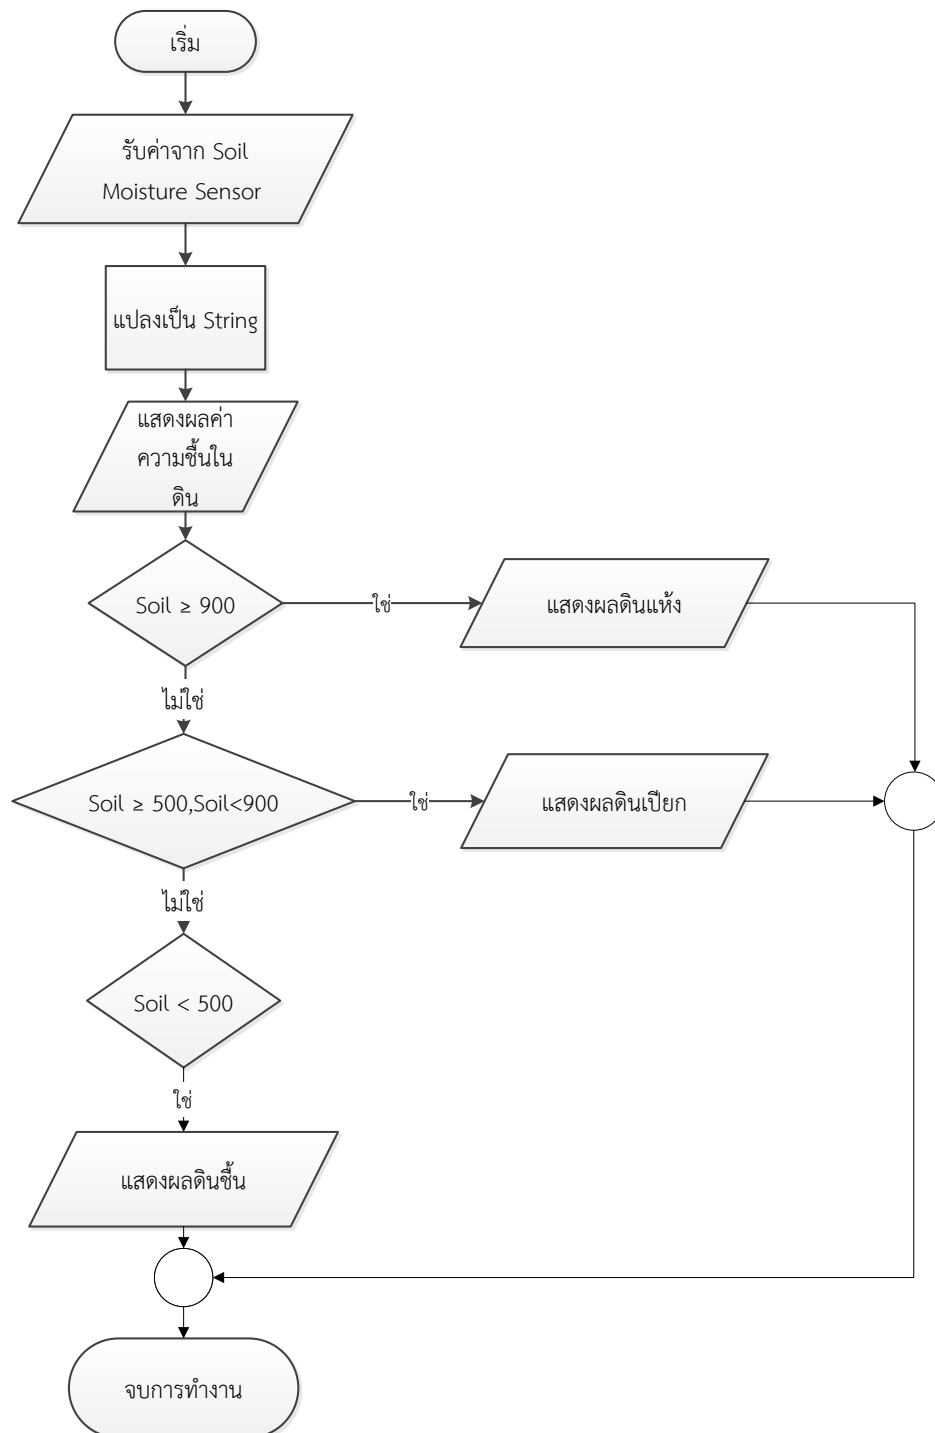 เริ่ม
รับค่าจาก Soil
Moisture Sensor
แปลงเป็น String
แสดงผลค่า
ความชื้นใน
ดิน
Soil ≥ 900
ใช่
แสดงผลดินแห้ง
ไม่ใช่
Soil ≥ 500,Soil<900
ใช่
แสดงผลดินเปียก
ไม่ใช่
Soil < 500
ใช่
แสดงผลดินชื้น
จบการทำงาน